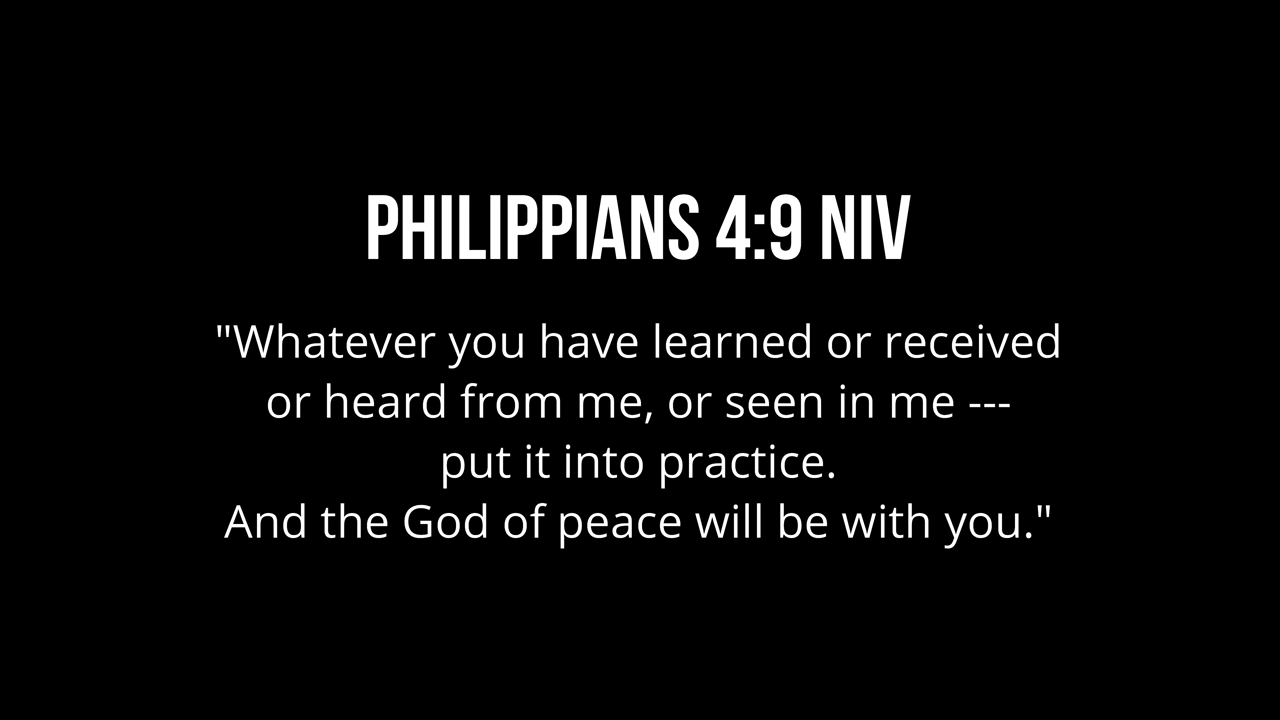 PHILIPPIANS 4:9 NIV
"Whatever you have learned or received
or heard from me, or seen in me ---
put it into practice.
And the God of peace will be with you."